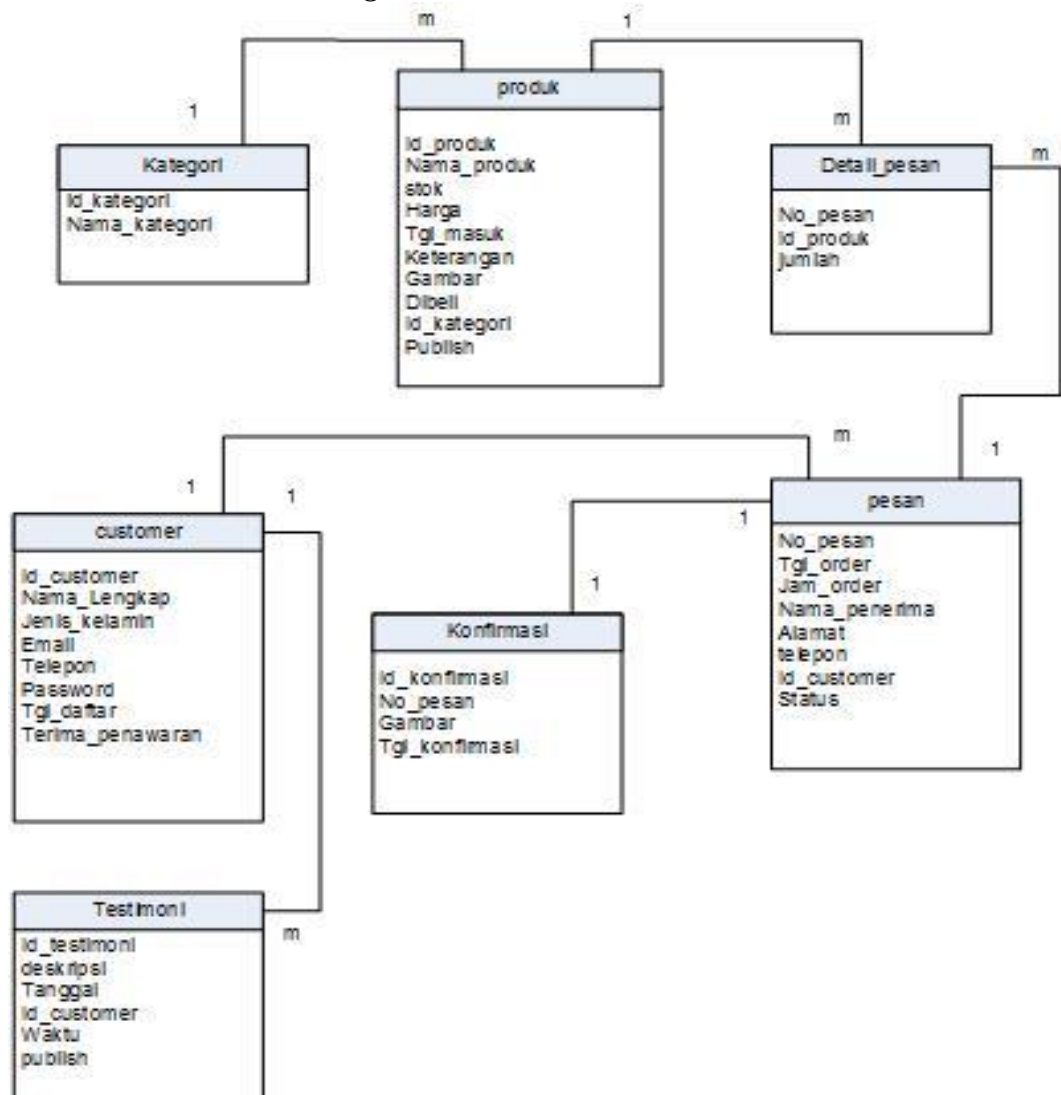 m
1
produk
Id_produk
Nama_produk
stok
Harga
Tgl_masuk
Keterangan
Gambar
Dibeli
Id_kategori
Publish
1
Kategori
Id_kategori
Nama_kategori
m
m
Detail_pesan
No_pesan
Id_produk
jumlah
m
1
1
1
customer
Id_customer
Nama_Lengkap
Jenis_kelamin
Email
Telepon
Password
Tgl_daftar
Terima_penawaran
1
1
Konfirmasi
Id_konfirmasi
No_pesan
Gambar
Tgl_konfirmasi
pesan
No_pesan
Tgl_order
Jam_order
Nama_penerima
Alamat
telepon
Id_customer
Status
Testimoni
m
Id_testimoni
deskripsi
Tanggal
Id_customer
Waktu
publish